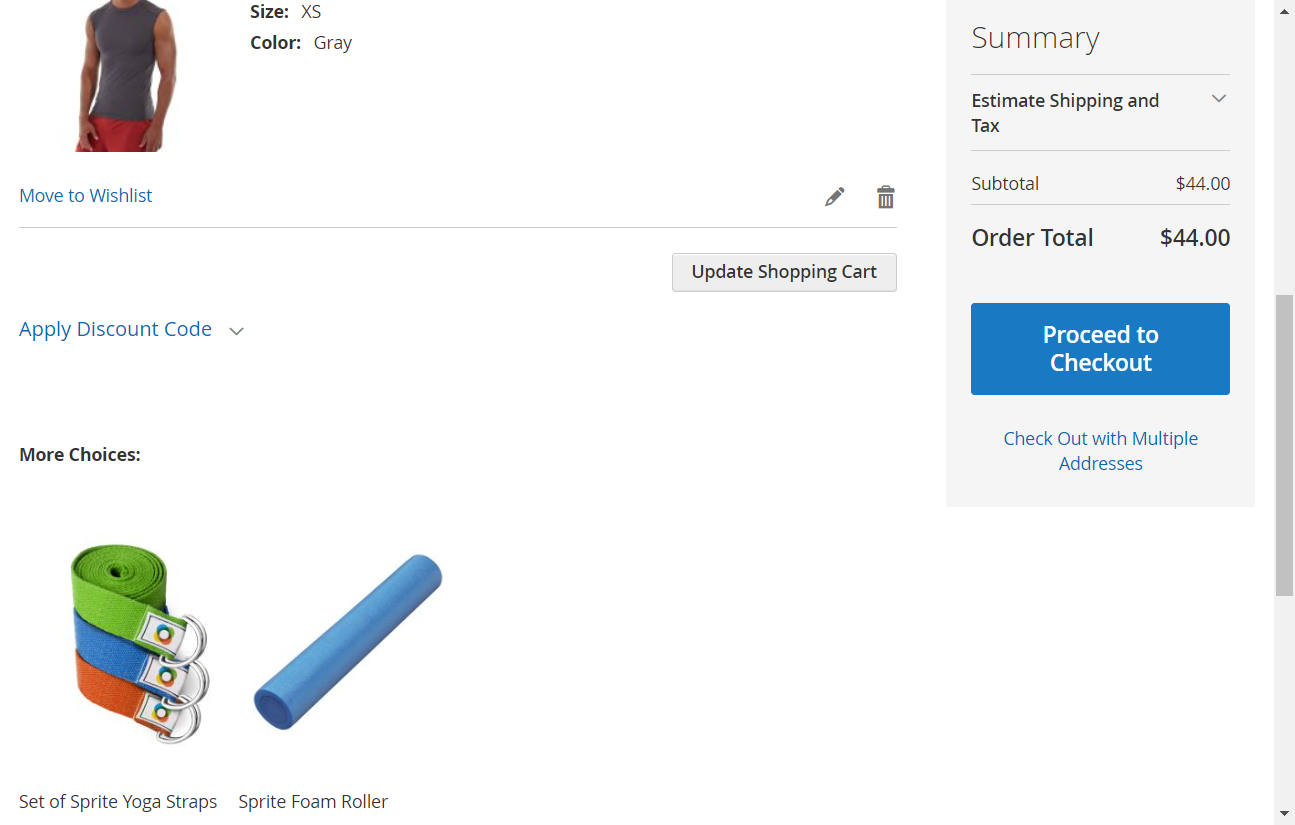 Size: XS
Color: Gray
Move to Wishlist
Update Shopping Cart
Apply Discount Code
More Choices:
Set of Sprite Yoga Straps
Sprite Foam Roller
Summary
Estimate Shipping and
Tax
Subtotal $44.00
Order Total $44.00
Proceed to
Checkout
Check Out with Multiple
Addresses